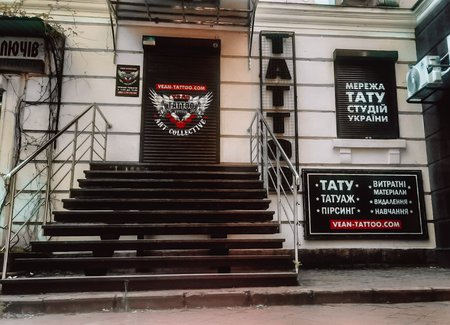 ЛЮЧІВ
VEAN-TATTOO.COM
TATTOO
ART COLLECTIVE
TATTOO
МЕРЕЖА
ТАТУ
СТУДІЙ
УКРАЇНИ
• ТАТУ
• ТАТУАЖ
• ПІРСИНГ
• ВИТРАТНІ МАТЕРІАЛИ
• ВИДАЛЕННЯ
• НАВЧАННЯ
VEAN-TATTOO.COM